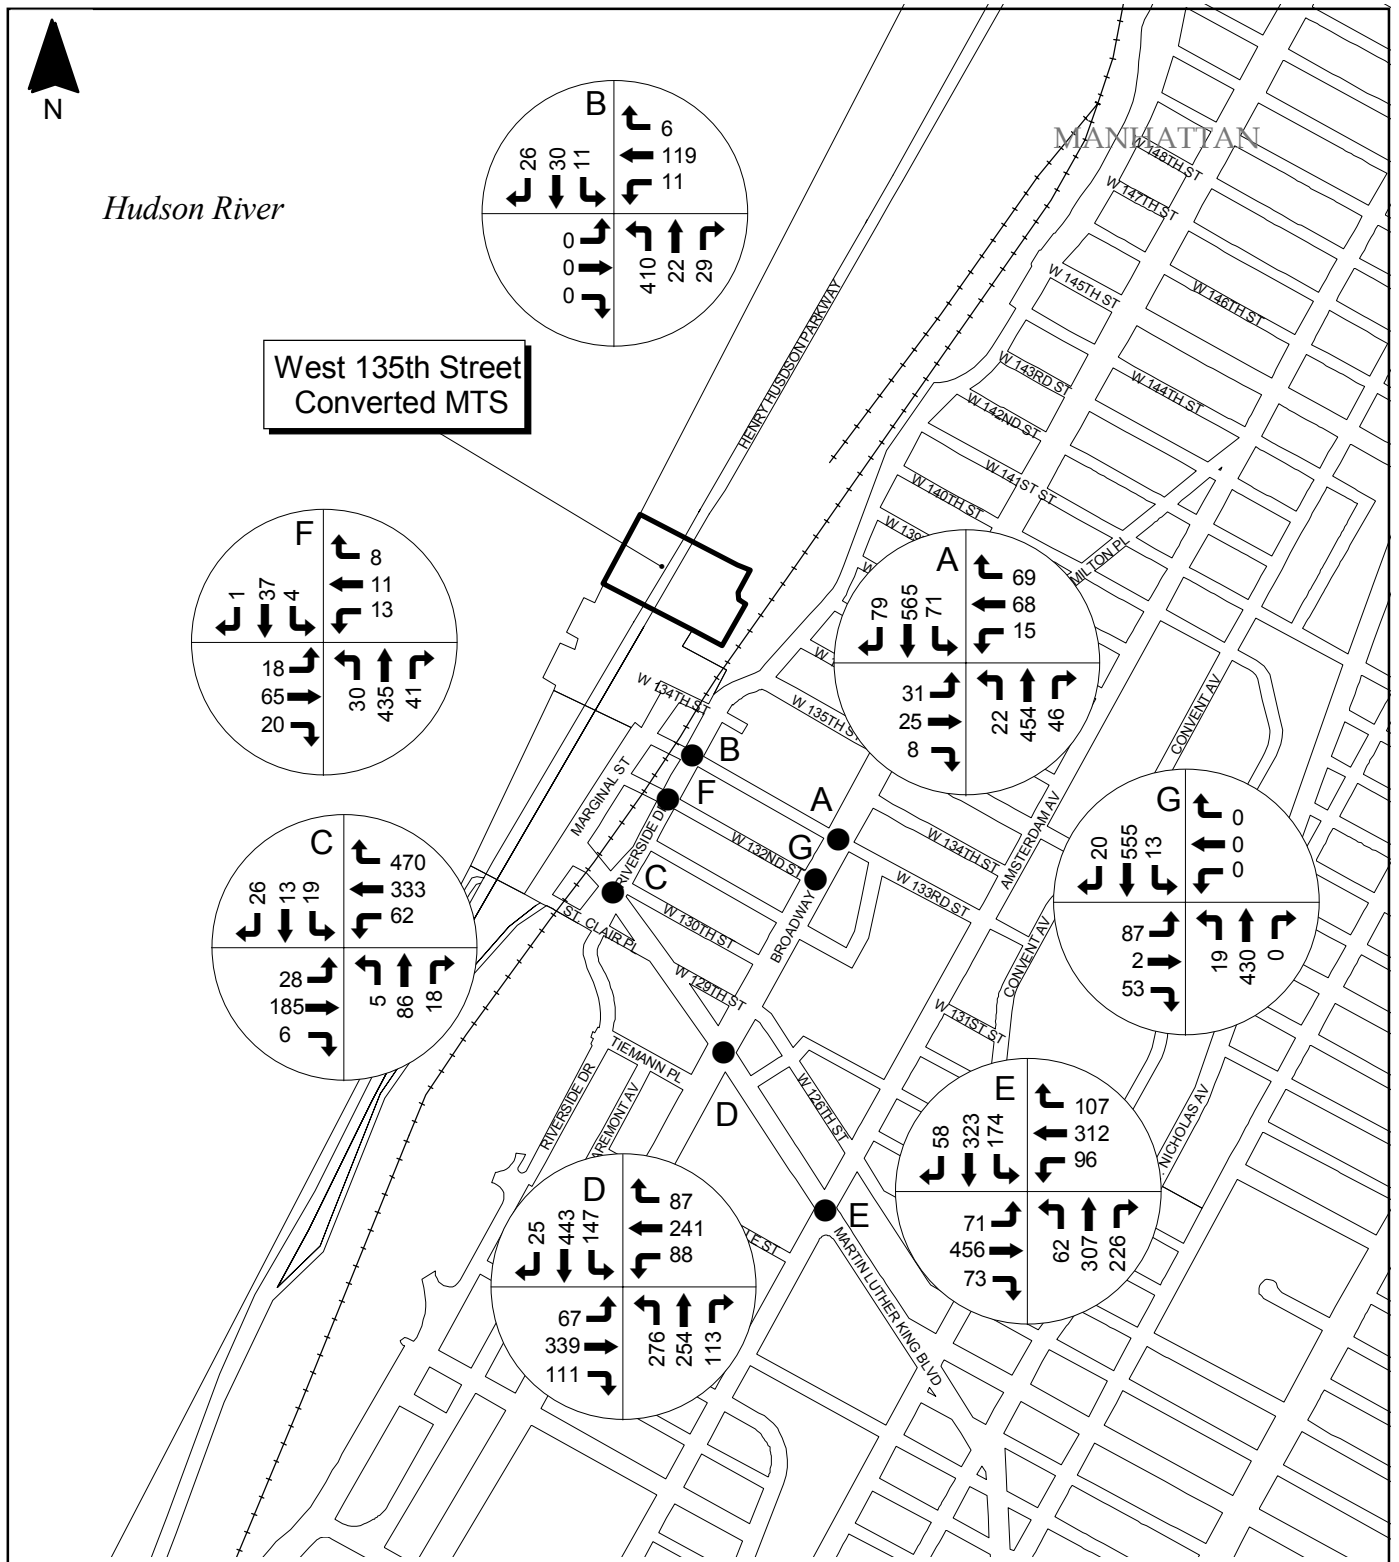 N
Hudson River
MANHATTAN
West 135th Street
Converted MTS
HENRY HUSDSON PARKWAY
W 148TH ST
W 147TH ST
W 145TH ST
W 146TH ST
W 143RD ST
W 144TH ST
W 142ND ST
W 141ST ST
W 140TH ST
W 139
MILTON PL
W 135TH ST
W 134TH ST
W 134TH ST
W 133RD ST
W 132ND ST
W 131ST ST
W 130TH ST
W 129TH ST
W 126TH ST
MARGINAL ST
RIVERSIDE DR
ST. CLAIR PL
TIEMANN PL
RIVERSIDE DR
AREMONT AV
BROADWAY
AMSTERDAM AV
CONVENT AV
CONVENT AV
NICHOLAS AV
MARTIN LUTHER KING BLVD
LE ST
B
F
A
G
C
D
E
B
26 30 11
6
119
11
0
0
0
410 22 29
F
1 37 4
8
11
13
18
65
20
30 435 41
A
79 565 71
69
68
15
31
25
8
22 454 46
C
26 13 19
470
333
62
28
185
6
5 86 18
G
20 555 13
0
0
0
87
2
53
19 430 0
D
25 443 147
87
241
88
67
339
111
276 254 113
E
58 323 174
107
312
96
71
456
73
62 307 226